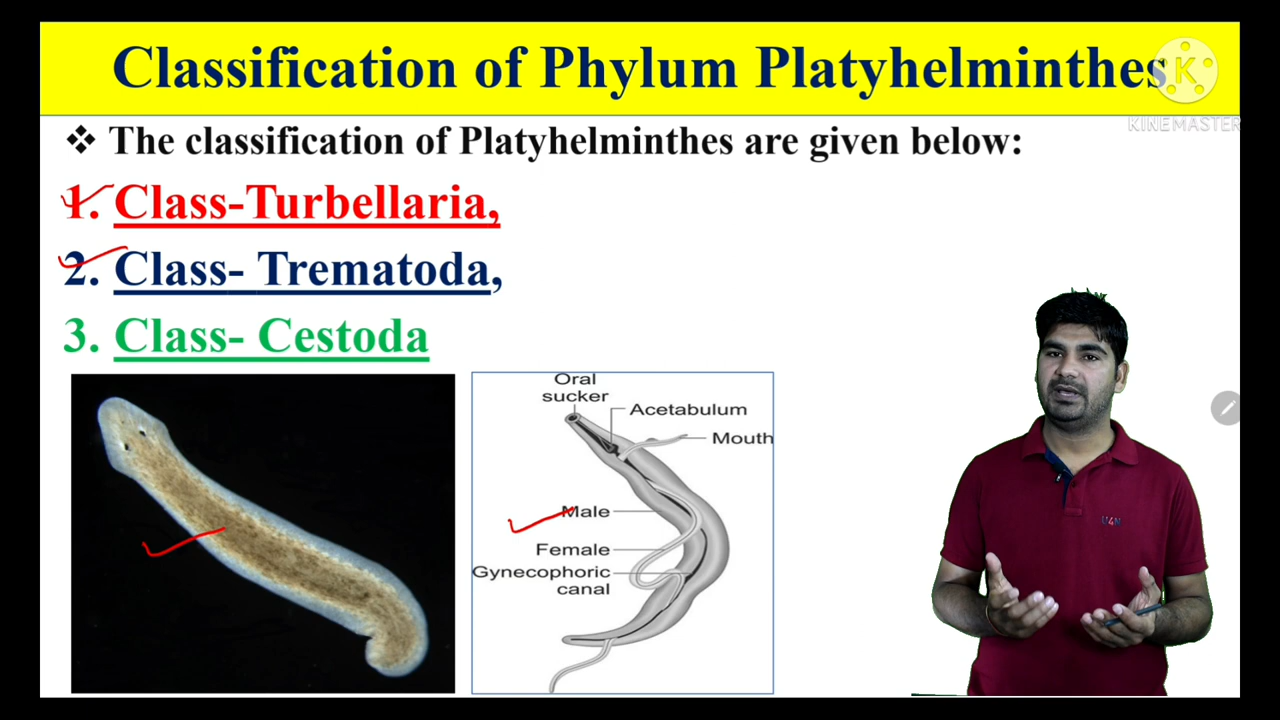 Classification of Phylum Platyhelminthes
KINEMASTER
❖ The classification of Platyhelminthes are given below:
1. Class-Turbellaria,
2. Class- Trematoda,
3. Class- Cestoda
Oral
sucker
Acetabulum
Mouth
Male
Female
Gynecophoric
canal